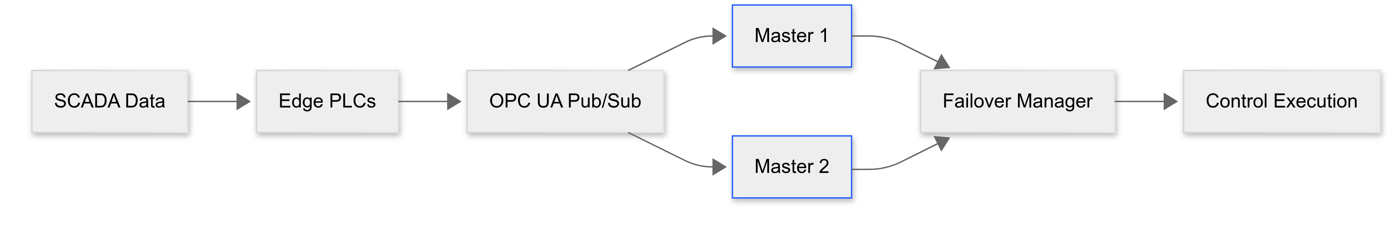 SCADA Data
Edge PLCs
OPC UA Pub/Sub
Master 1
Master 2
Failover Manager
Control Execution